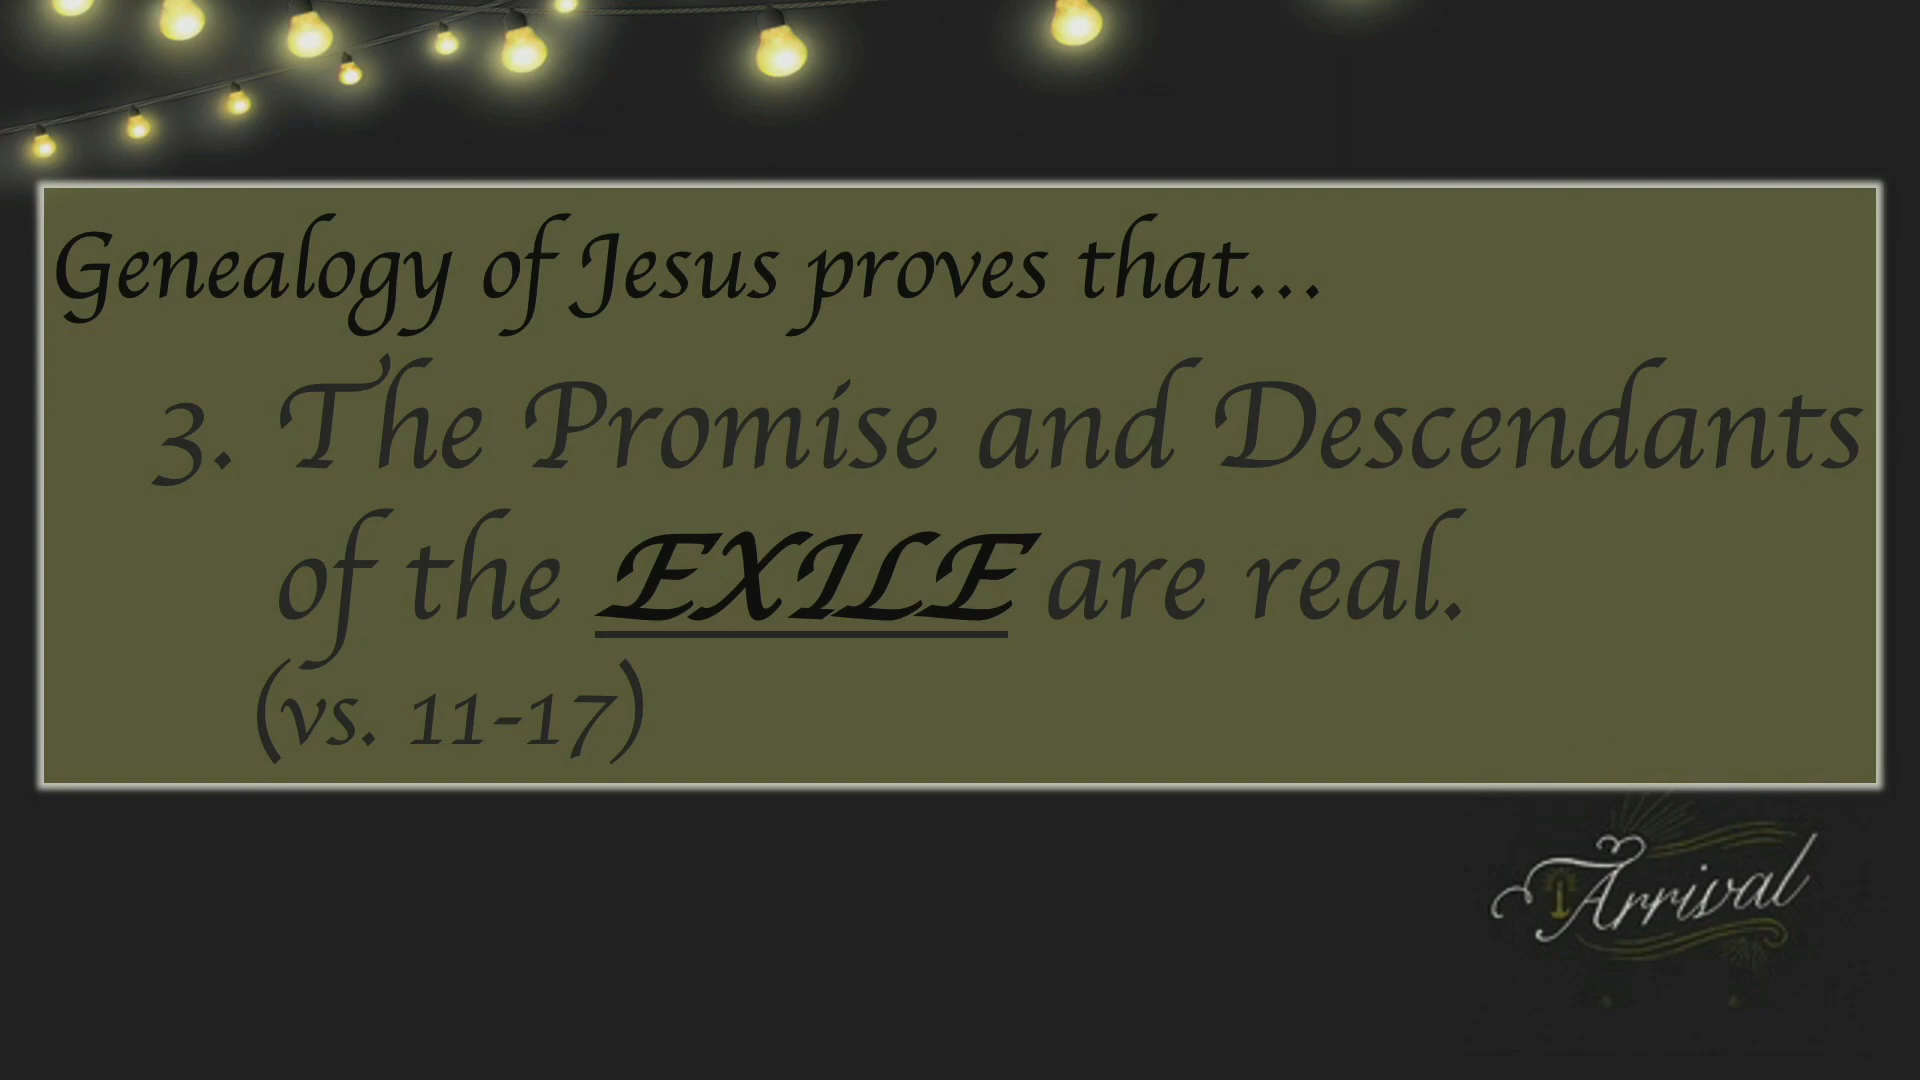 Genealogy of Jesus proves that...
3. The Promise and Descendants
of the EXILE are real.
(vs. 11-17)
Arrival